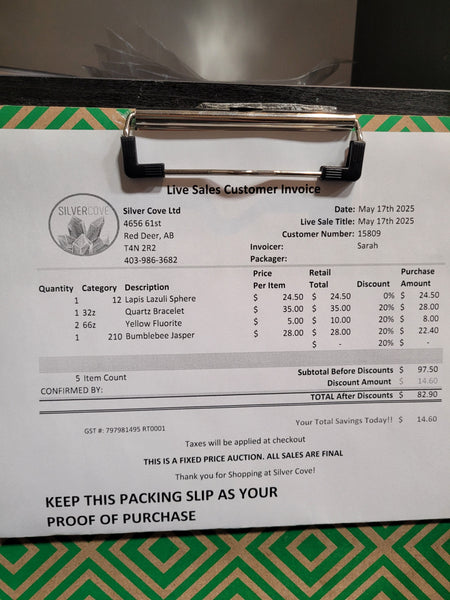 Live Sales Customer Invoice
SILVERCOVE
Silver Cove Ltd
4656 61st
Red Deer, AB
T4N 2R2
403-986-3682
Date: May 17th 2025
Live Sale Title: May 17th 2025
Customer Number: 15809
Invoicer: Sarah
Packager:
Quantity Category Description Price Per Item Retail Total Discount Purchase Amount
1 12 Lapis Lazuli Sphere $ 24.50 $ 24.50 0% $ 24.50
1 32z Quartz Bracelet $ 35.00 $ 35.00 20% $ 28.00
2 66z Yellow Fluorite $ 5.00 $ 10.00 20% $ 8.00
1 210 Bumblebee Jasper $ 28.00 $ 28.00 20% $ 22.40
$ - 20% $ -
5 Item Count
Subtotal Before Discounts $ 97.50
CONFIRMED BY:
Discount Amount $ 14.60
TOTAL After Discounts $ 82.90
GST #: 797981495 RT0001
Your Total Savings Today!! $ 14.60
Taxes will be applied at checkout
THIS IS A FIXED PRICE AUCTION. ALL SALES ARE FINAL
Thank you for Shopping at Silver Cove!
KEEP THIS PACKING SLIP AS YOUR
PROOF OF PURCHASE